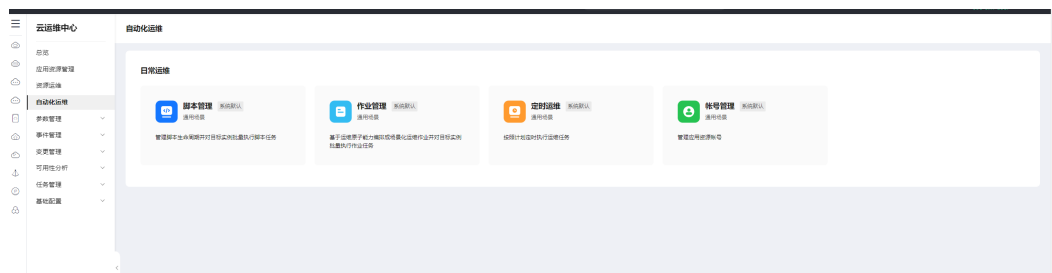 云运维中心
总览
应用资源管理
资源运维
自动化运维
参数管理
事件管理
变更管理
可用性分析
任务管理
基础配置
自动化运维
日常运维
脚本管理 系统默认
通用场景
管理脚本生命周期并对目标实例批量执行脚本任务
作业管理 系统默认
通用场景
基于运维原子能力编排成场景化运维作业并对目标实例
批量执行作业任务
定时运维 系统默认
通用场景
按照计划定时执行运维任务
帐号管理 系统默认
通用场景
管理应用资源帐号